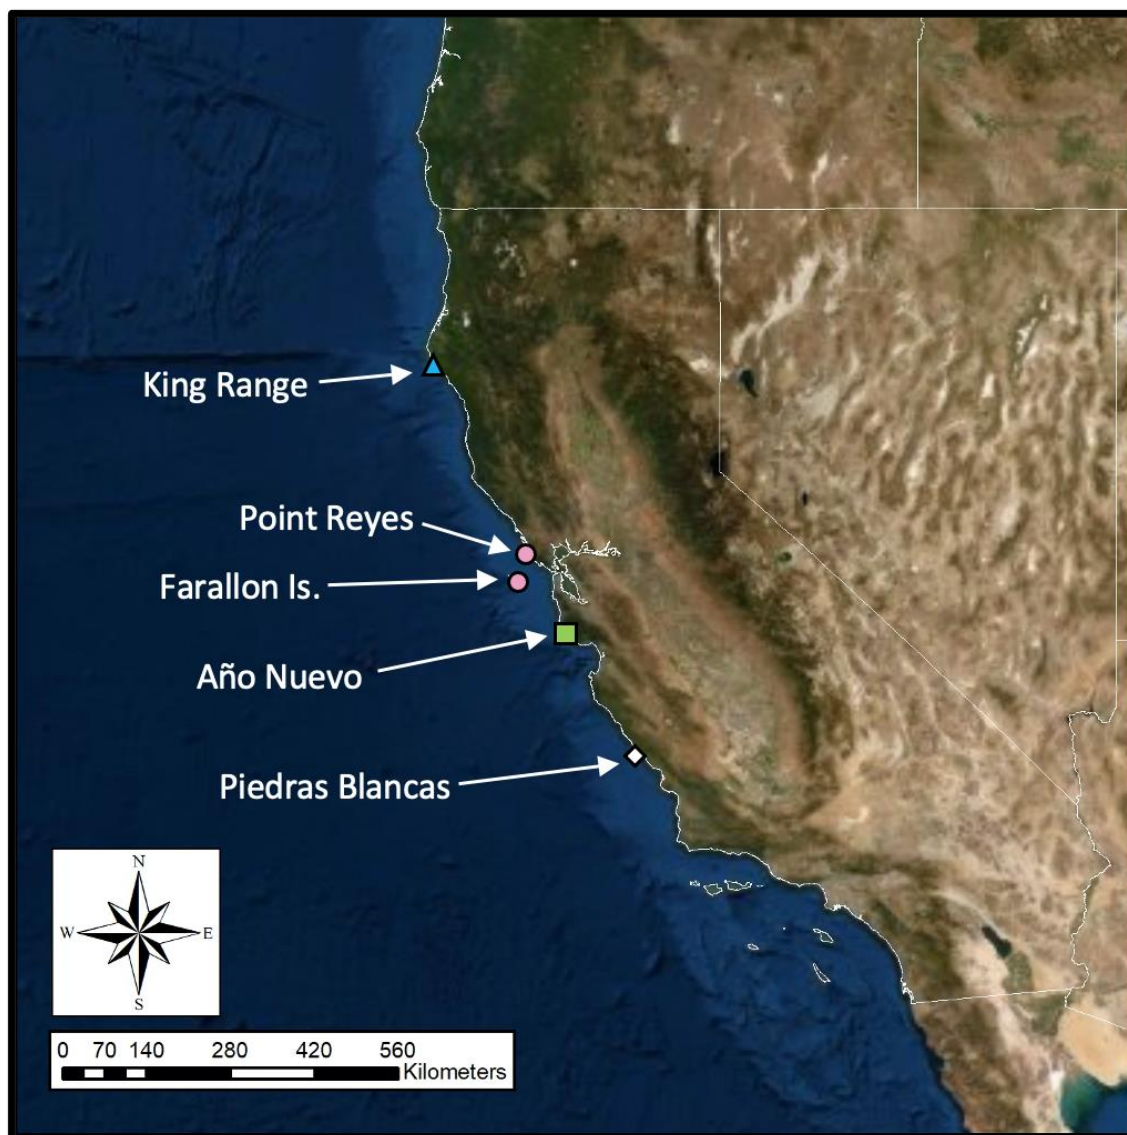 King Range
Point Reyes
Farallon Is.
Año Nuevo
Piedras Blancas
N
W E
S
0 70 140 280 420 560
Kilometers